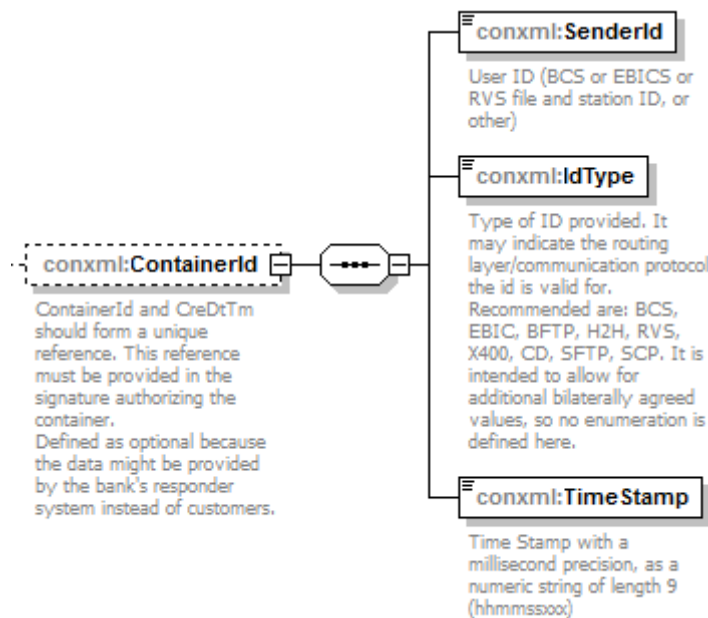 conxml:SenderId
User ID (BCS or EBICS or
RVS file and station ID, or
other)
conxml:IdType
Type of ID provided. It
may indicate the routing
layer/communication protocol
the id is valid for.
Recommended are: BCS,
EBIC, BFTP, H2H, RVS,
X400, CD, SFTP, SCP. It is
intended to allow for
additional bilaterally agreed
values, so no enumeration is
defined here.
conxml:ContainerId
ContainerId and CreDtTm
should form a unique
reference. This reference
must be provided in the
signature authorizing the
container.
Defined as optional because
the data might be provided
by the bank's responder
system instead of customers.
conxml:TimeStamp
Time Stamp with a
millisecond precision, as a
numeric string of length 9
(hhmmssxxx)